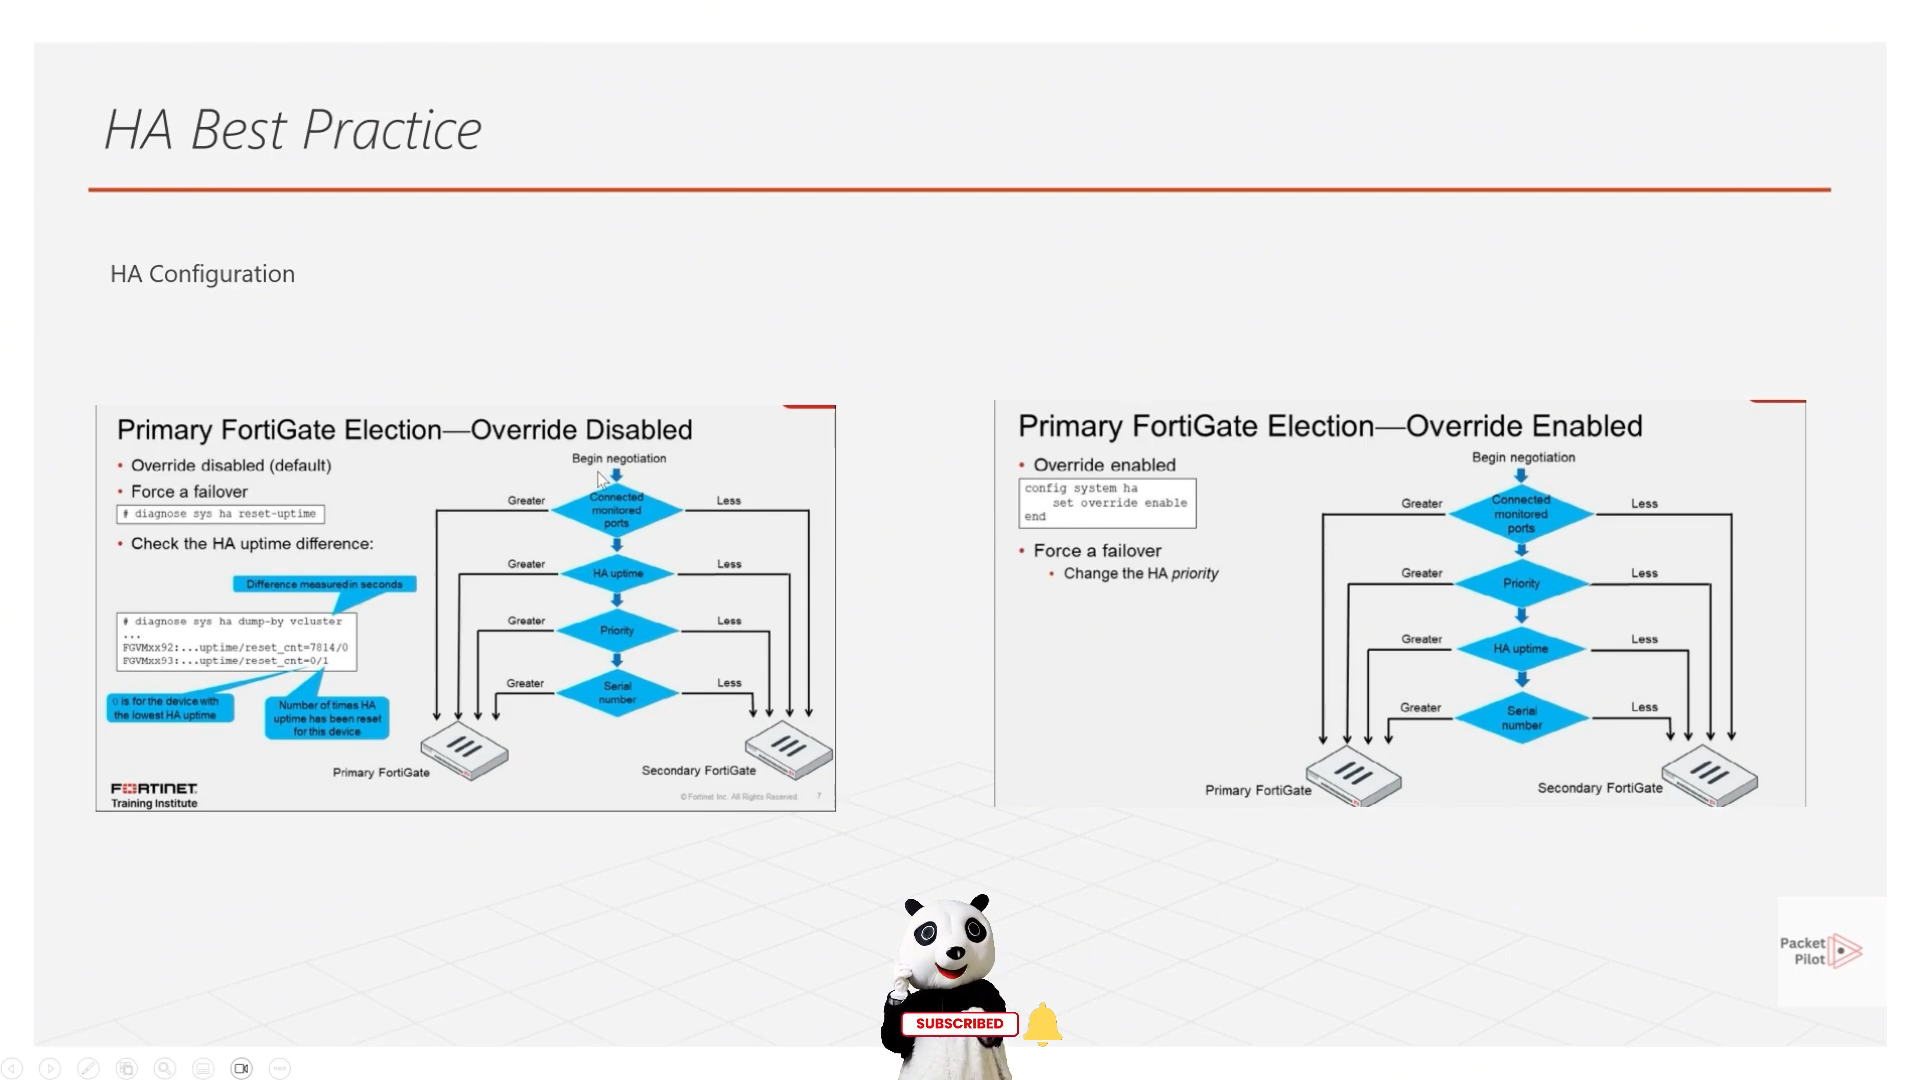 HA Best Practice
HA Configuration
Primary FortiGate Election—Override Disabled
• Override disabled (default)
• Force a failover
# diagnose sys ha reset-uptime
• Check the HA uptime difference:
Difference measured in seconds
# diagnose sys ha dump-by vcluster
...
FGVMxx92:...uptime/reset_cnt=7814/0
FGVMxx93:...uptime/reset_cnt=0/1
0 is for the device with
the lowest HA uptime
Number of times HA
uptime has been reset
for this device
Begin negotiation
Greater
Connected
monitored
ports
Less
Greater
HA uptime
Less
Greater
Priority
Less
Greater
Serial
number
Less
Primary FortiGate
Secondary FortiGate
FORTINET
Training Institute
© Fortinet Inc. All Rights Reserved.
7
Primary FortiGate Election—Override Enabled
• Override enabled
config system ha
set override enable
end
• Force a failover
• Change the HA priority
Begin negotiation
Greater
Connected
monitored
ports
Less
Greater
Priority
Less
Greater
HA uptime
Less
Greater
Serial
number
Less
Primary FortiGate
Secondary FortiGate
SUBSCRIBED
Packet
Pilot